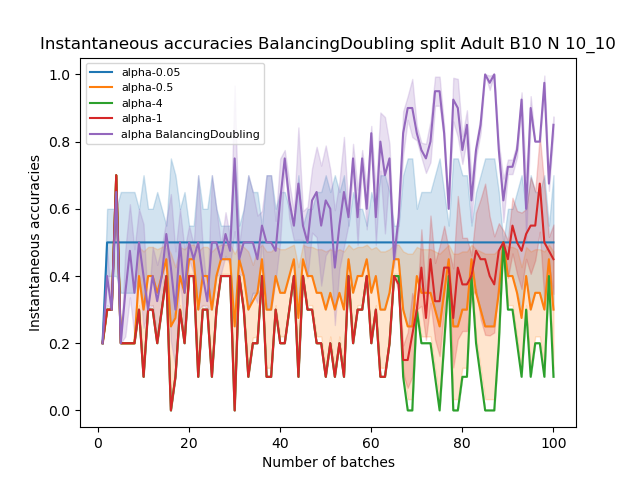 Instantaneous accuracies BalancingDoubling split Adult B10 N 10_10
1.0
0.8
0.6
0.4
0.2
0.0
Instantaneous accuracies
alpha-0.05
alpha-0.5
alpha-4
alpha-1
alpha BalancingDoubling
0
20
40
60
80
100
Number of batches